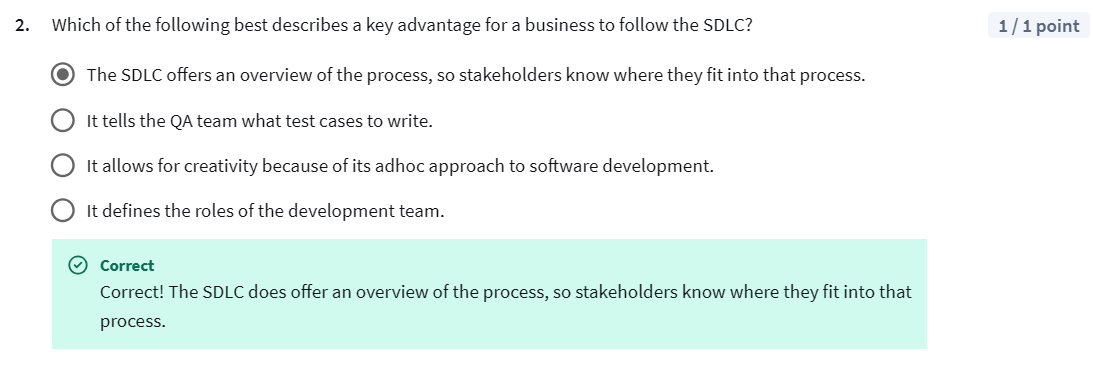 2. Which of the following best describes a key advantage for a business to follow the SDLC?
1 / 1 point
The SDLC offers an overview of the process, so stakeholders know where they fit into that process.
It tells the QA team what test cases to write.
It allows for creativity because of its adhoc approach to software development.
It defines the roles of the development team.
Correct
Correct! The SDLC does offer an overview of the process, so stakeholders know where they fit into that
process.